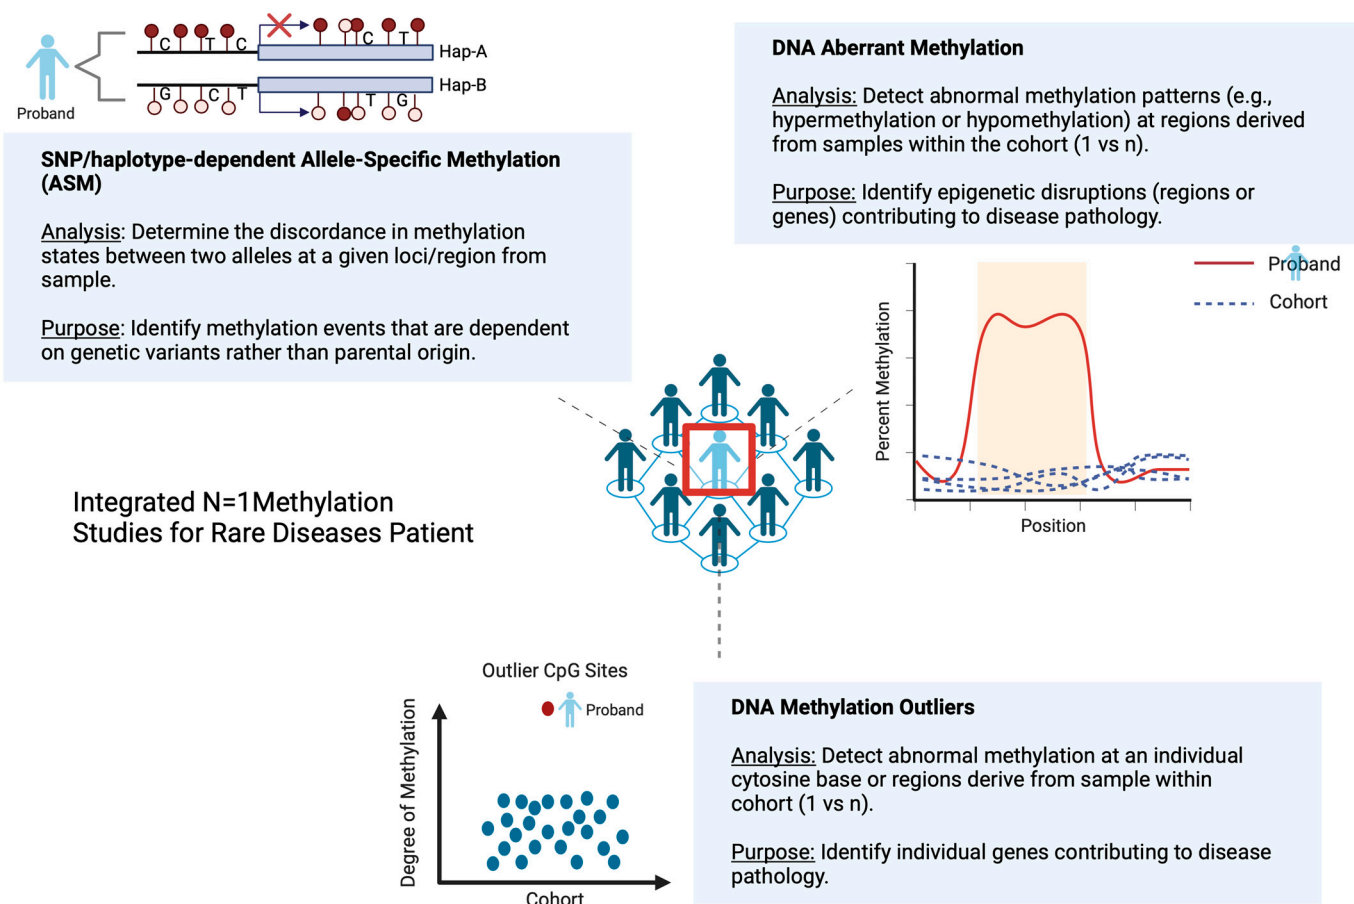 C T C
Hap-A
C T
Hap-B
G C T
T G
Proband
SNP/haplotype-dependent Allele-Specific Methylation
(ASM)
Analysis: Determine the discordance in methylation
states between two alleles at a given loci/region from
sample.
Purpose: Identify methylation events that are dependent
on genetic variants rather than parental origin.
DNA Aberrant Methylation
Analysis: Detect abnormal methylation patterns (e.g.,
hypermethylation or hypomethylation) at regions derived
from samples within the cohort (1 vs n).
Purpose: Identify epigenetic disruptions (regions or
genes) contributing to disease pathology.
Proband
Cohort
Percent Methylation
Position
Integrated N=1Methylation
Studies for Rare Diseases Patient
Outlier CpG Sites
Proband
Degree of Methylation
Cohort
DNA Methylation Outliers
Analysis: Detect abnormal methylation at an individual
cytosine base or regions derive from sample within
cohort (1 vs n).
Purpose: Identify individual genes contributing to disease
pathology.